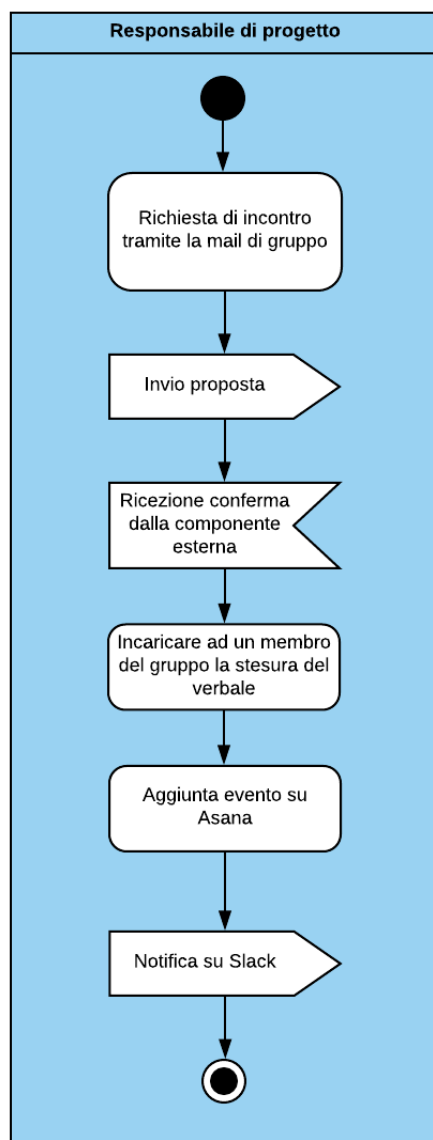 Responsabile di progetto
Richiesta di incontro
tramite la mail di gruppo
Invio proposta
Ricezione conferma
dalla componente
esterna
Incaricare ad un membro
del gruppo la stesura del
verbale
Aggiunta evento su
Asana
Notifica su Slack